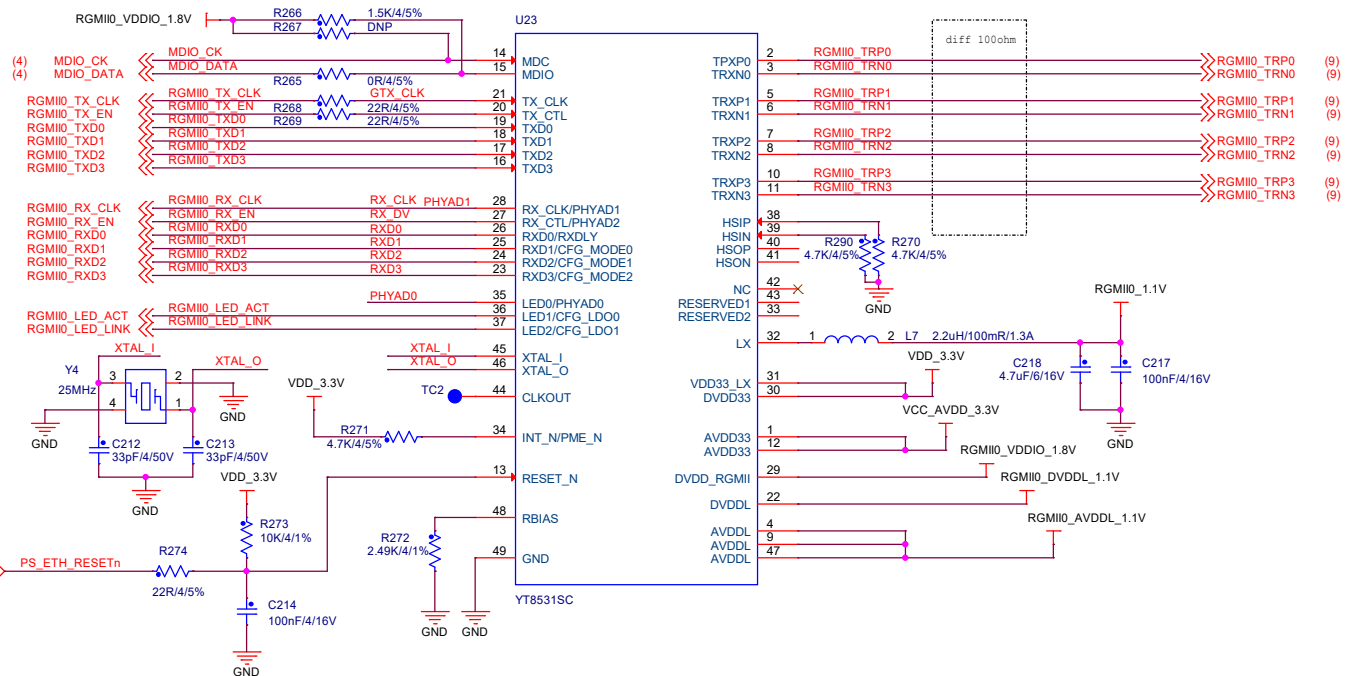 RGMII0_VDDIO_1.8V
R266 1.5K/4/5%
R267 DNP
U23
diff 100ohm
(4) MDIO_CK MDIO_CK 14 MDC
(4) MDIO_DATA MDIO_DATA 15 MDIO
R265 0R/4/5%
RGMII0_TX_CLK RGMII0_TX_CLK GTX_CLK 21 TX_CLK
RGMII0_TX_EN RGMII0_TX_EN R268 22R/4/5% 20 TX_CTL
RGMII0_TXD0 RGMII0_TXD0 R269 22R/4/5% 19 TXD0
RGMII0_TXD1 RGMII0_TXD1 18 TXD1
RGMII0_TXD2 RGMII0_TXD2 17 TXD2
RGMII0_TXD3 RGMII0_TXD3 16 TXD3
RGMII0_RX_CLK RGMII0_RX_CLK RX_CLK PHYAD1 28 RX_CLK/PHYAD1
RGMII0_RX_EN RGMII0_RX_EN RX_DV 27 RX_CTL/PHYAD2
RGMII0_RXD0 RGMII0_RXD0 RXD0 26 RXD0/RXDLY
RGMII0_RXD1 RGMII0_RXD1 RXD1 25 RXD1/CFG_MODE0
RGMII0_RXD2 RGMII0_RXD2 RXD2 24 RXD2/CFG_MODE1
RGMII0_RXD3 RGMII0_RXD3 RXD3 23 RXD3/CFG_MODE2
PHYAD0 35 LED0/PHYAD0
RGMII0_LED_ACT RGMII0_LED_ACT 36 LED1/CFG_LDO0
RGMII0_LED_LINK RGMII0_LED_LINK 37 LED2/CFG_LDO1
XTAL_I 45 XTAL_I
XTAL_O 46 XTAL_O
TC2 44 CLKOUT
VDD_3.3V
R271
4.7K/4/5%
34 INT_N/PME_N
13 RESET_N
48 RBIAS
R272
2.49K/4/1%
49 GND
GND GND
YT8531SC
XTAL_I
XTAL_O
Y4
25MHz
3 2
4 1
GND
GND
C212
33pF/4/50V
C213
33pF/4/50V
GND
VDD_3.3V
R273
10K/4/1%
PS_ETH_RESETn
R274
22R/4/5%
C214
100nF/4/16V
GND
TPXP0 2 RGMII0_TRP0 RGMII0_TRP0 (9)
TRXN0 3 RGMII0_TRN0 RGMII0_TRN0 (9)
TRXP1 5 RGMII0_TRP1 RGMII0_TRP1 (9)
TRXN1 6 RGMII0_TRN1 RGMII0_TRN1 (9)
TRXP2 7 RGMII0_TRP2 RGMII0_TRP2 (9)
TRXN2 8 RGMII0_TRN2 RGMII0_TRN2 (9)
TRXP3 10 RGMII0_TRP3 RGMII0_TRP3 (9)
TRXN3 11 RGMII0_TRN3 RGMII0_TRN3 (9)
HSIP 38
HSIN 39
HSOP 40
HSON 41
R290 R270
4.7K/4/5% 4.7K/4/5%
GND
NC 42
RESERVED1 43
RESERVED2 33
RGMII0_1.1V
LX 32 1 2 L7 2.2uH/100mR/1.3A
C218
4.7uF/6/16V
C217
100nF/4/16V
GND
VDD_3.3V
VDD33_LX 31
DVDD33 30
VCC_AVDD_3.3V
AVDD33 1
AVDD33 12
RGMII0_VDDIO_1.8V
DVDD_RGMII 29
RGMII0_DVDDL_1.1V
DVDDL 22
RGMII0_AVDDL_1.1V
AVDDL 4
AVDDL 9
AVDDL 47